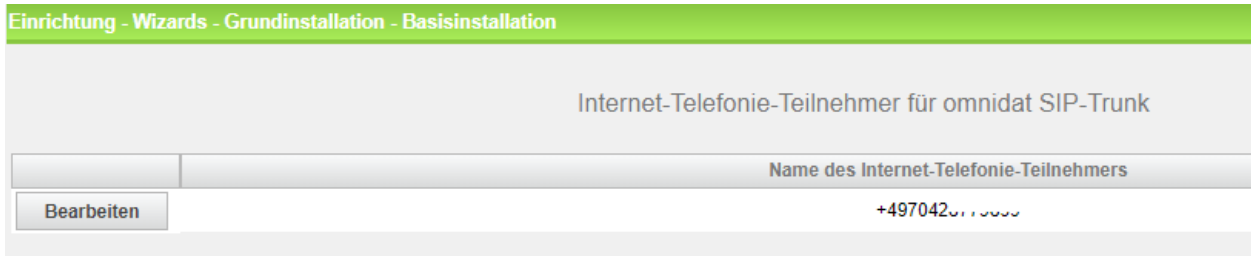 Einrichtung - Wizards - Grundinstallation - Basisinstallation
Internet-Telefonie-Teilnehmer für omnidat SIP-Trunk
Name des Internet-Telefonie-Teilnehmers
Bearbeiten